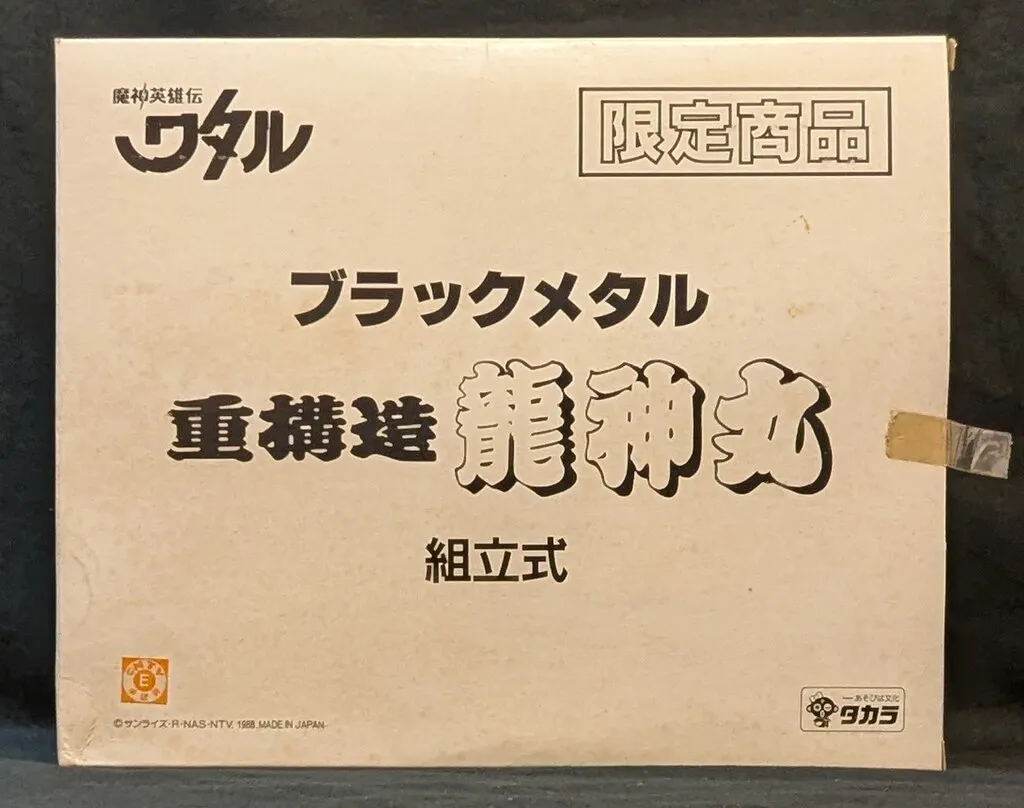 魔神英雄伝
ワタル
限定商品
ブラックメタル
重構造 龍神丸
組立式
E
©サンライズ・R・NAS・NTV. 1988. MADE IN JAPAN
あそびは文化
タカラ